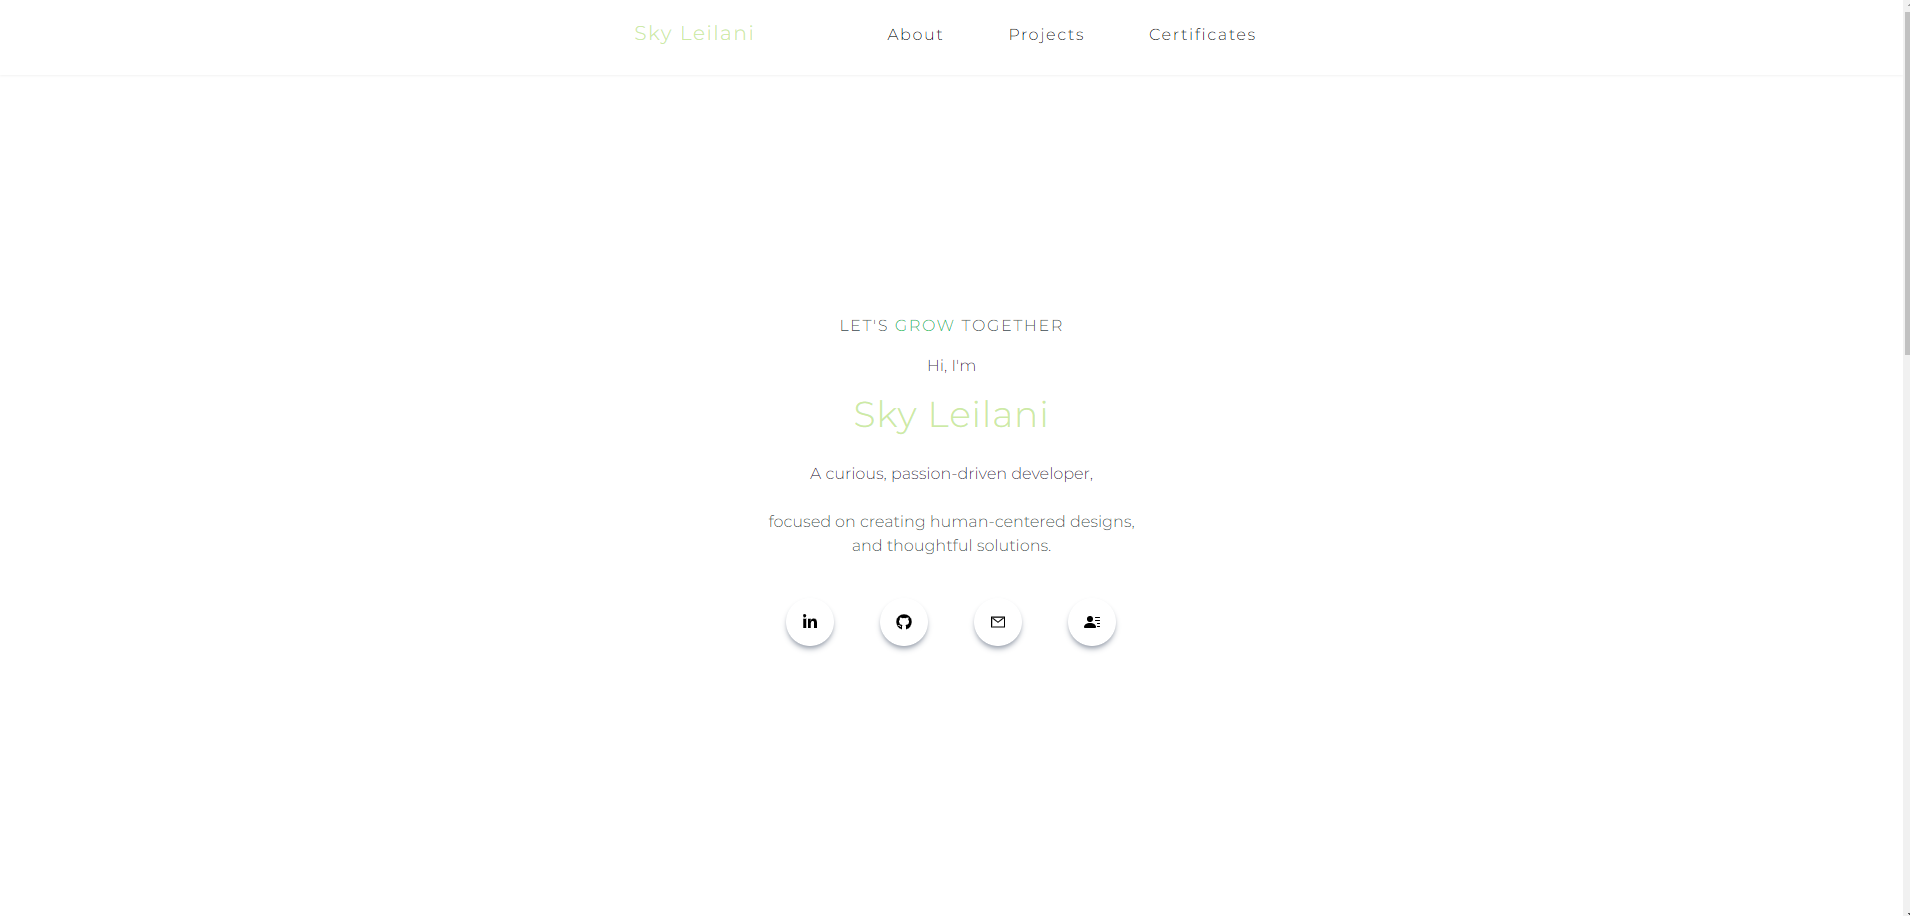 Sky Leilani
About
Projects
Certificates
LET'S GROW TOGETHER
Hi, I'm
Sky Leilani
A curious, passion-driven developer,
focused on creating human-centered designs,
and thoughtful solutions.
in